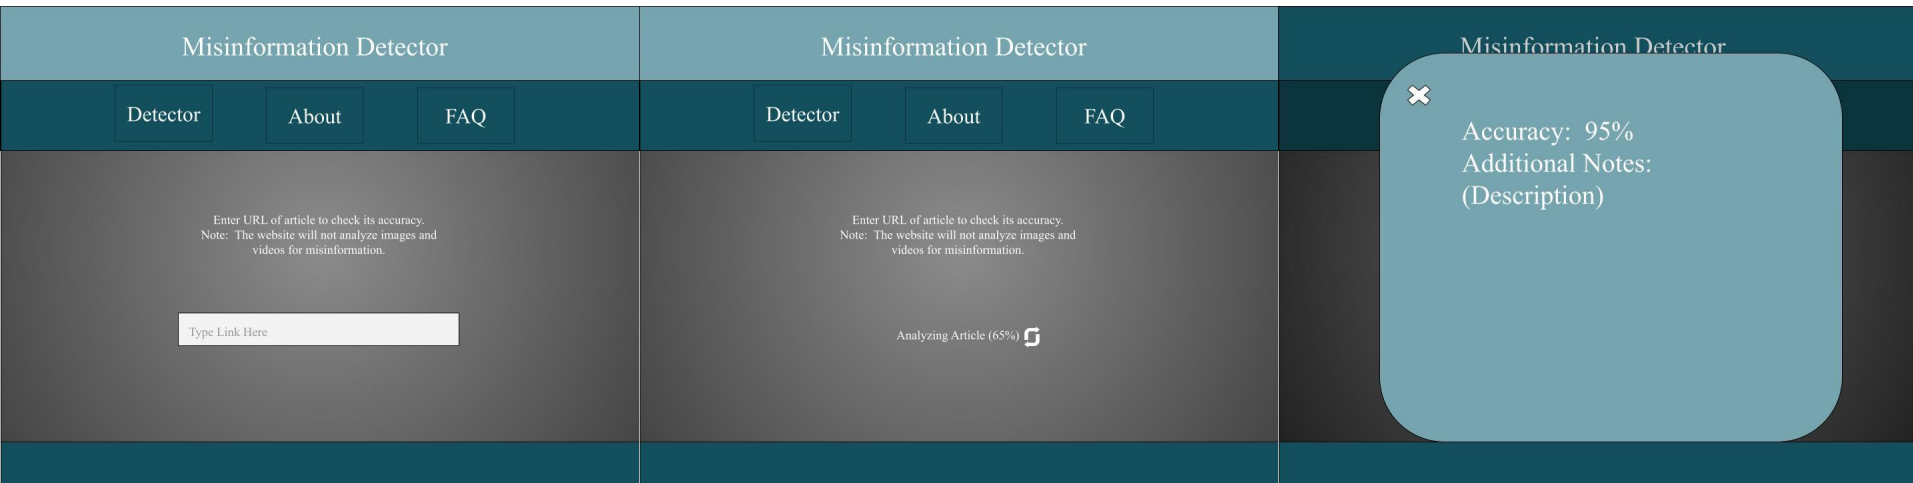 Misinformation Detector
Detector
About
FAQ
Enter URL of article to check its accuracy.
Note:  The website will not analyze images and
videos for misinformation.
Type Link Here
Misinformation Detector
Detector
About
FAQ
Enter URL of article to check its accuracy.
Note:  The website will not analyze images and
videos for misinformation.
Analyzing Article (65%)
Misinformation Detector
Accuracy:  95%
Additional Notes:
(Description)